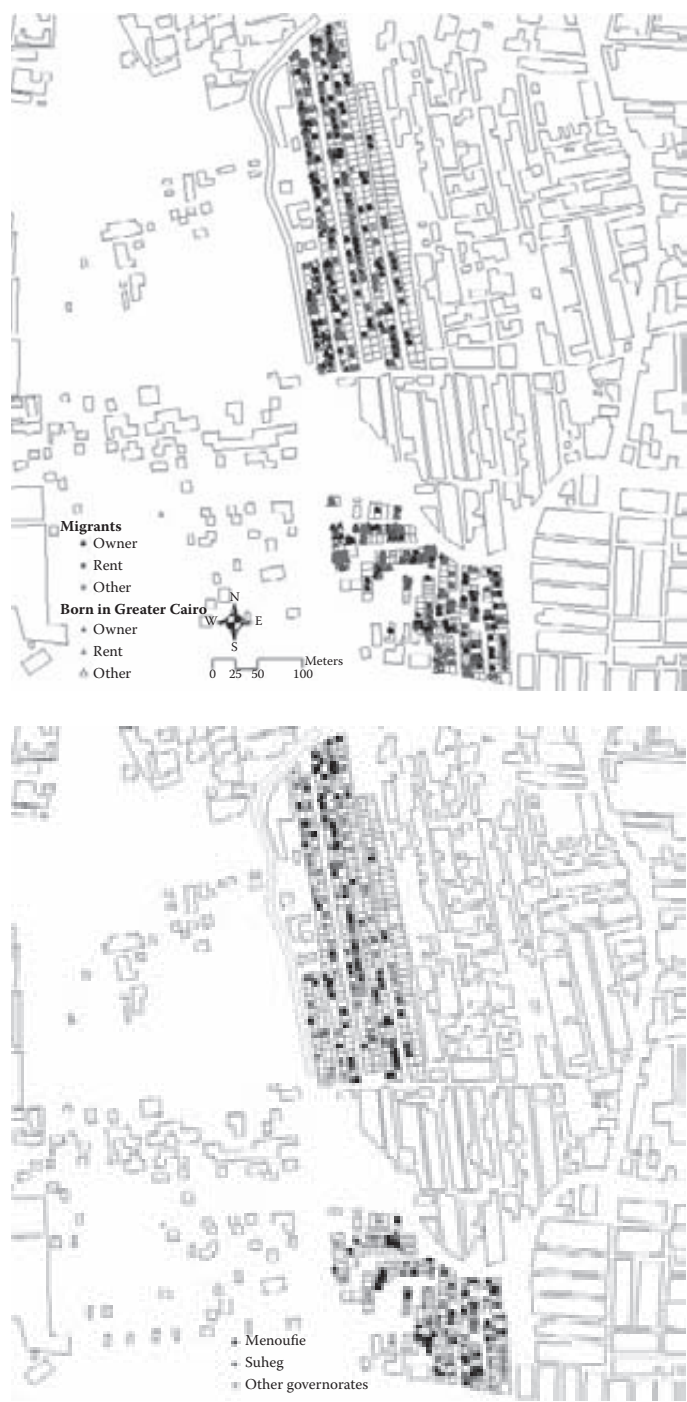 Migrants
Owner
Rent
Other
Born in Greater Cairo
Owner
Rent
Other
N
W E
S
Meters
0 25 50 100
Menoufie
Suheg
Other governorates